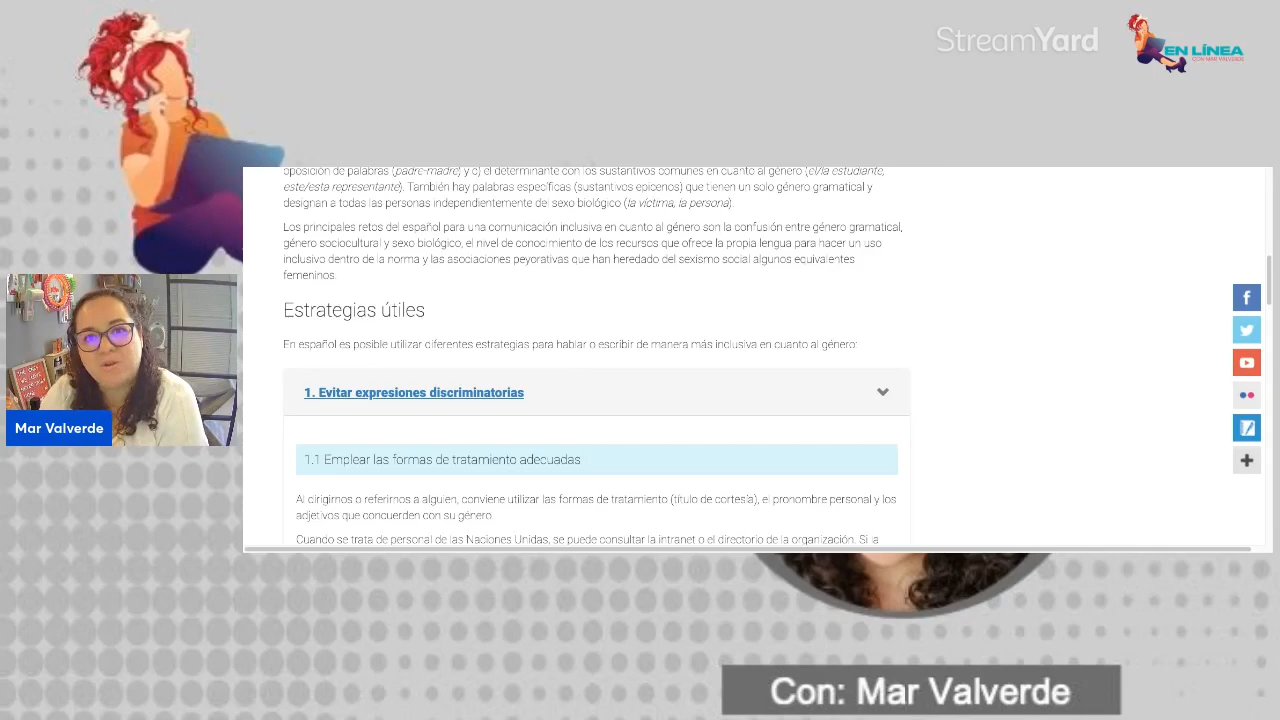 StreamYard
EN LÍNEA
CON MAR VALVERDE
oposición de palabras (padre-madre) y c) el determinante con los sustantivos comunes en cuanto al género (el/la estudiante,
este/esta representante). También hay palabras específicas (sustantivos epicenos) que tienen un solo género gramatical y
designan a todas las personas independientemente del sexo biológico (la víctima, la persona).
Los principales retos del español para una comunicación inclusiva en cuanto al género son la confusión entre género gramatical,
género sociocultural y sexo biológico, el nivel de conocimiento de los recursos que ofrece la propia lengua para hacer un uso
inclusivo dentro de la norma y las asociaciones peyorativas que han heredado del sexismo social algunos equivalentes
femeninos.
Estrategias útiles
En español es posible utilizar diferentes estrategias para hablar o escribir de manera más inclusiva en cuanto al género:
1. Evitar expresiones discriminatorias
1.1 Emplear las formas de tratamiento adecuadas
Al dirigirnos o referirnos a alguien, conviene utilizar las formas de tratamiento (título de cortesía), el pronombre personal y los
adjetivos que concuerden con su género
Cuando se trata de personal de las Naciones Unidas, se puede consultar la intranet o el directorio de la organización. Si la
Mar Valverde
Con: Mar Valverde